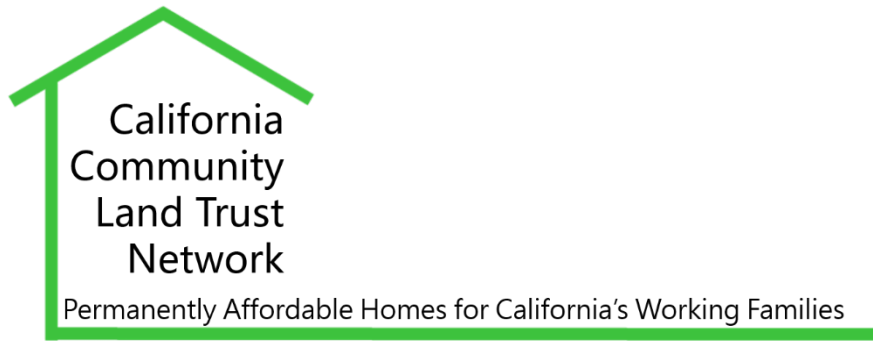 California
Community
Land Trust
Network
Permanently Affordable Homes for California’s Working Families